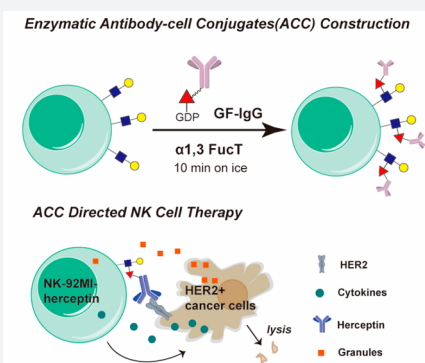 Enzymatic Antibody-cell Conjugates(ACC) Construction
GDP
GF-IgG
α1,3 FucT
10 min on ice
ACC Directed NK Cell Therapy
NK-92MI-
herceptin
HER2+
cancer cells
lysis
HER2
Cytokines
Herceptin
Granules